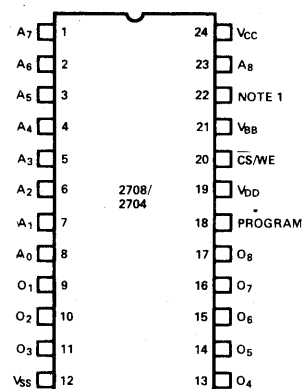 A7 1 24 VCC
A6 2 23 A8
A5 3 22 NOTE 1
A4 4 21 VBB
A3 5 20 CS/WE
A2 6 2708/ 19 VDD
2704
A1 7 18 PROGRAM
A0 8 17 O8
O1 9 16 O7
O2 10 15 O6
O3 11 14 O5
VSS 12 13 O4